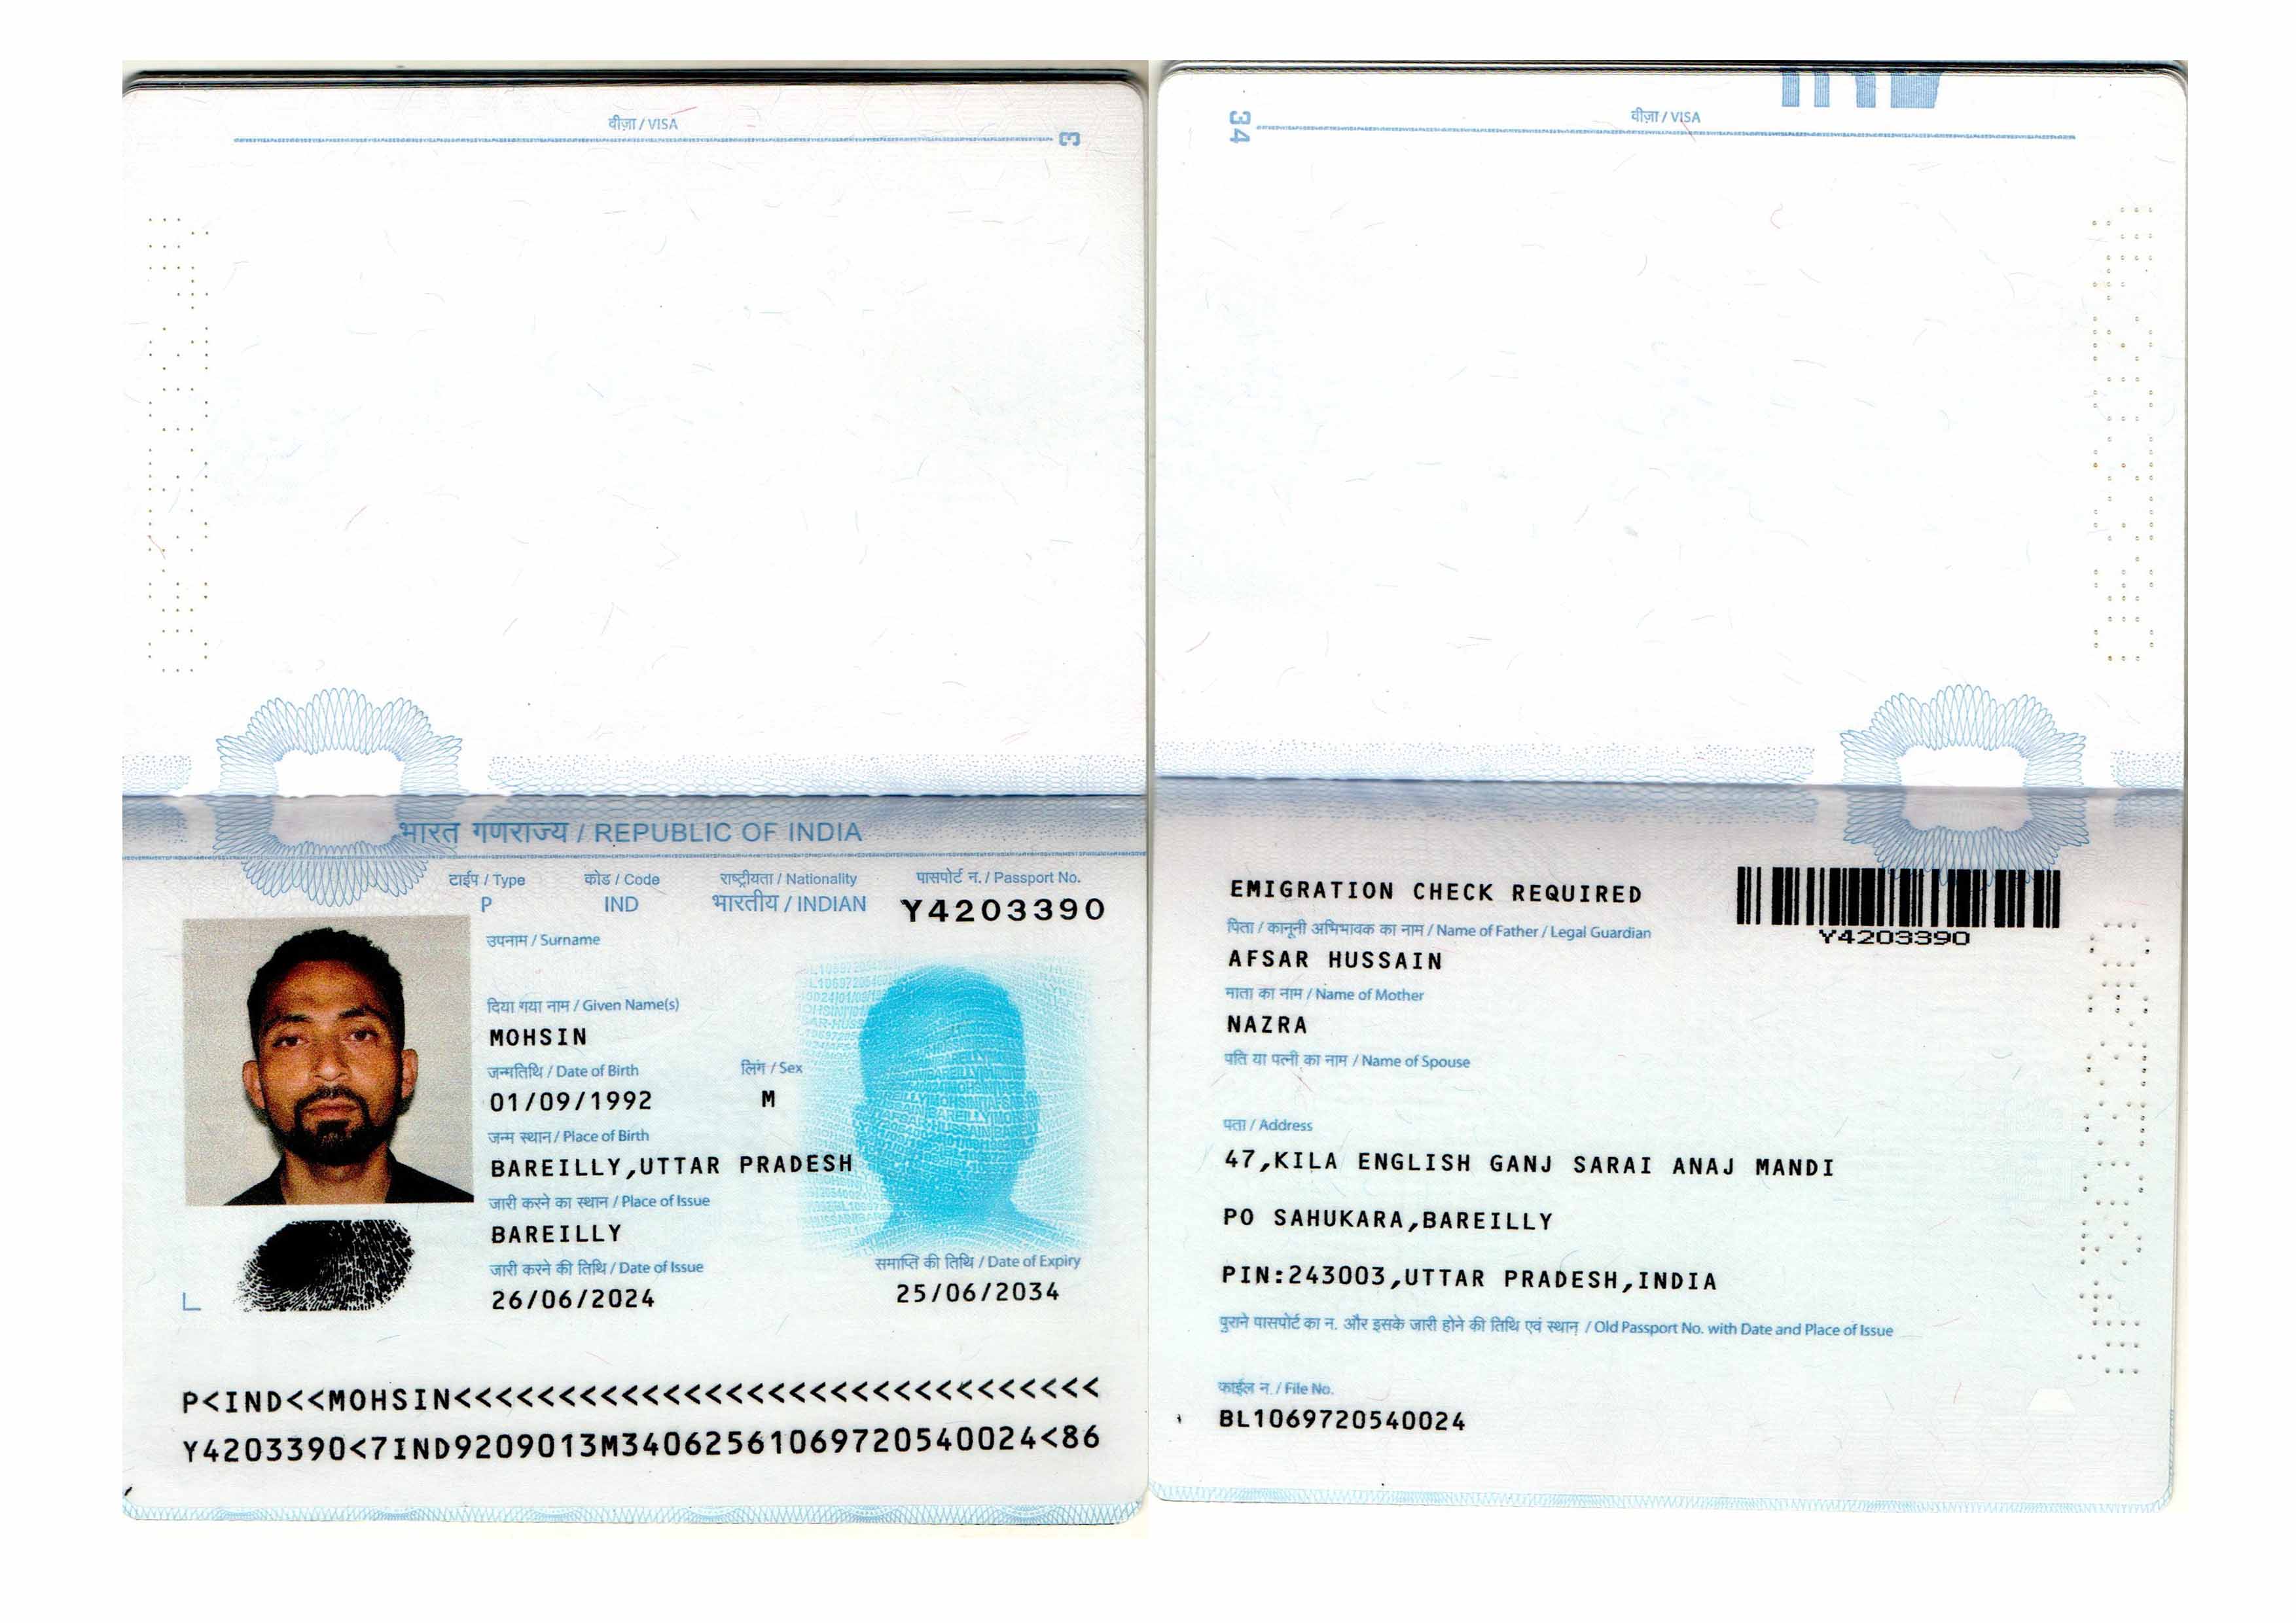 वीज़ा / VISA
3
भारत गणराज्य / REPUBLIC OF INDIA
टाईप / Type
कोड / Code
राष्ट्रीयता / Nationality
पासपोर्ट न. / Passport No.
P
IND
भारतीय / INDIAN
Y4203390
उपनाम / Surname
दिया गया नाम / Given Name(s)
MOHSIN
जन्मतिथि / Date of Birth
लिंग / Sex
01/09/1992
M
जन्म स्थान / Place of Birth
BAREILLY,UTTAR PRADESH
जारी करने का स्थान / Place of Issue
BAREILLY
जारी करने की तिथि / Date of Issue
समाप्ति की तिथि / Date of Expiry
26/06/2024
25/06/2034
P<IND<<MOHSIN<<<<<<<<<<<<<<<<<<<<<<<<<<<<<<<
Y4203390<7IND9209013M34062561069720540024<86
वीज़ा / VISA
34
EMIGRATION CHECK REQUIRED
Y4203390
पिता / कानूनी अभिभावक का नाम / Name of Father / Legal Guardian
AFSAR HUSSAIN
माता का नाम / Name of Mother
NAZRA
पति या पत्नी का नाम / Name of Spouse
पता / Address
47,KILA ENGLISH GANJ SARAI ANAJ MANDI
PO SAHUKARA,BAREILLY
PIN:243003,UTTAR PRADESH,INDIA
पुराने पासपोर्ट का न. और इसके जारी होने की तिथि एवं स्थान / Old Passport No. with Date and Place of Issue
फाईल न. / File No.
BL1069720540024